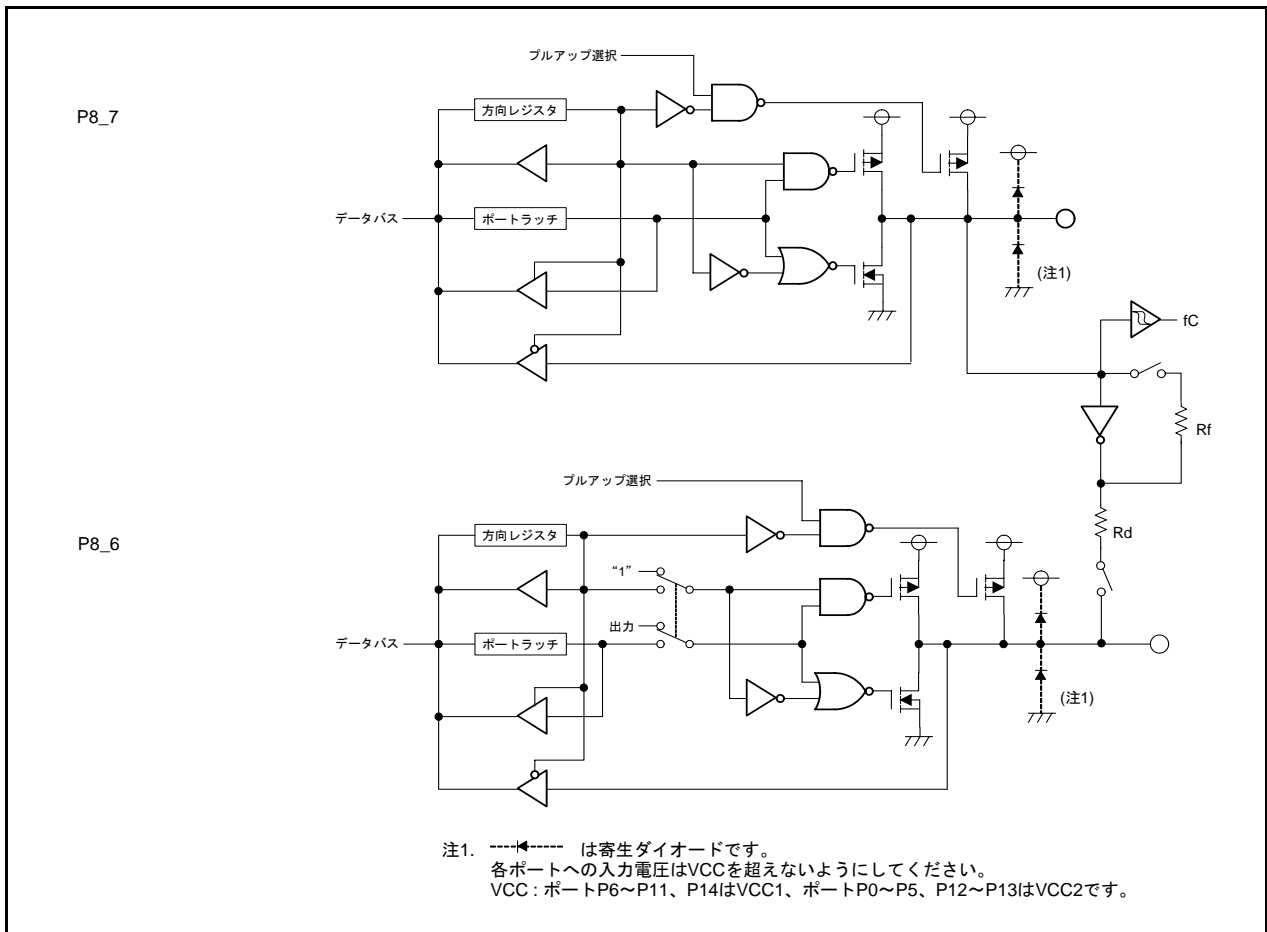 プルアップ選択
P8_7
方向レジスタ
データバス
ポートラッチ
(注1)
fC
Rf
プルアップ選択
Rd
P8_6
方向レジスタ
“1”
出力
データバス
ポートラッチ
(注1)
注1. は寄生ダイオードです。
各ポートへの入力電圧はVCCを超えないようにしてください。
VCC : ポートP6～P11、P14はVCC1、ポートP0～P5、P12～P13はVCC2です。